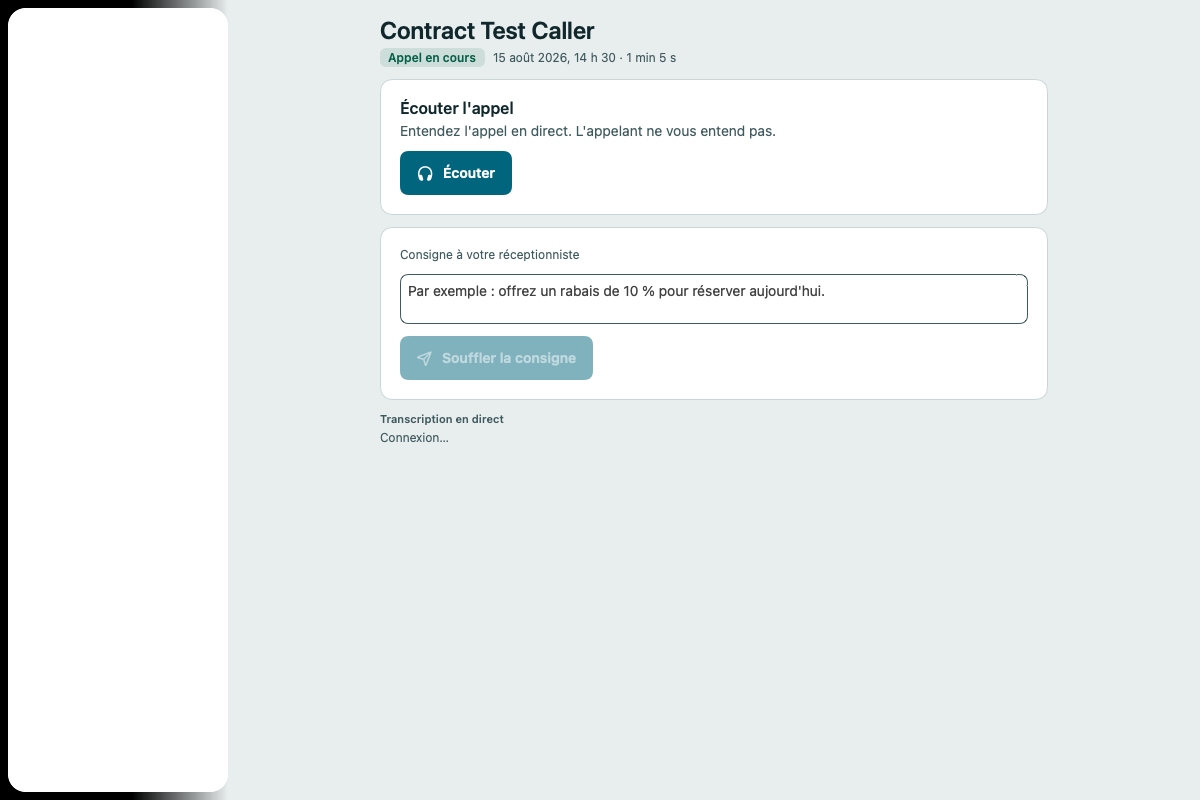 Contract Test Caller
Appel en cours 15 août 2026, 14 h 30 · 1 min 5 s
Écouter l'appel
Entendez l'appel en direct. L'appelant ne vous entend pas.
Écouter
Consigne à votre réceptionniste
Par exemple : offrez un rabais de 10 % pour réserver aujourd'hui.
Souffler la consigne
Transcription en direct
Connexion…